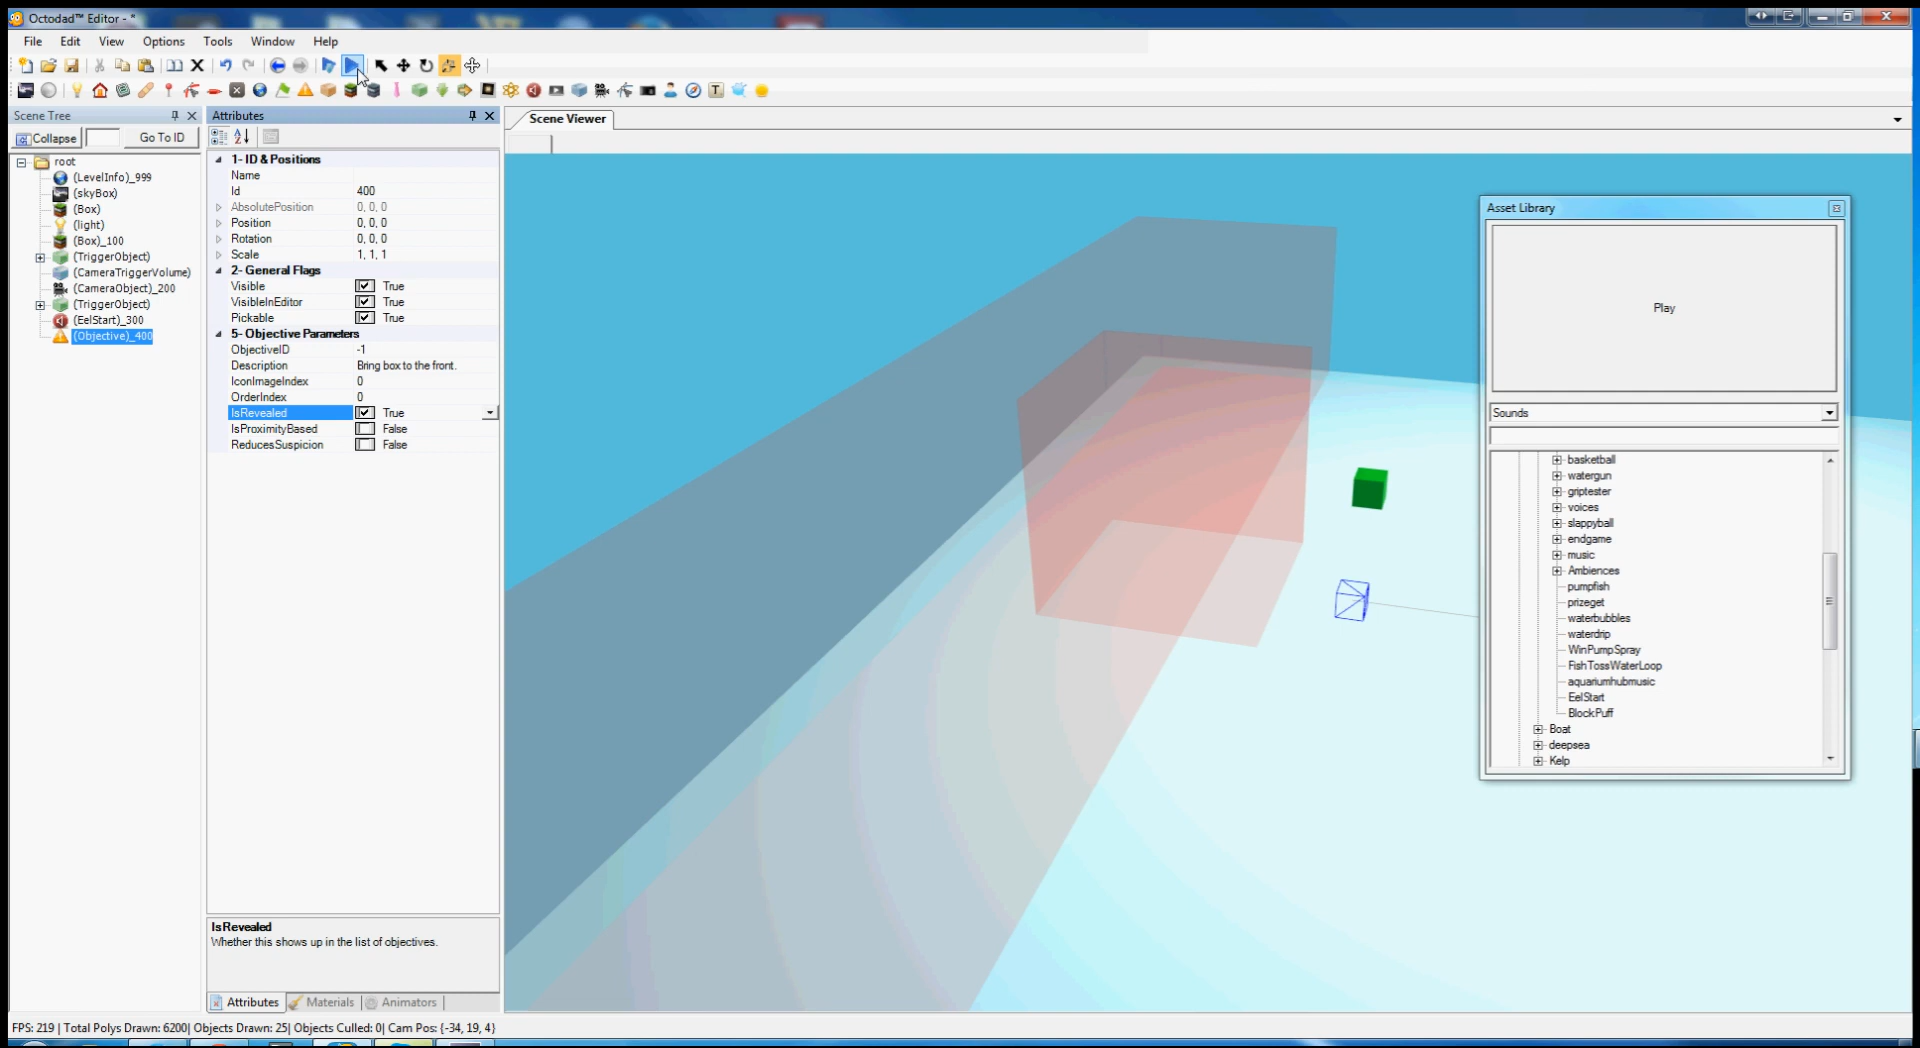 Octodad™ Editor - *
File Edit View Options Tools Window Help
Scene Tree
Collapse Go To ID
root
(LevelInfo)_999
(skyBox)
(Box)
(light)
(Box)_100
(TriggerObject)
(CameraTriggerVolume)
(CameraObject)_200
(TriggerObject)
(EelStart)_300
(Objective)_400
Attributes
1- ID & Positions
Name
Id 400
AbsolutePosition 0, 0, 0
Position 0, 0, 0
Rotation 0, 0, 0
Scale 1, 1, 1
2- General Flags
Visible True
VisibleInEditor True
Pickable True
5- Objective Parameters
ObjectiveID -1
Description Bring box to the front.
IconImageIndex 0
OrderIndex 0
IsRevealed True
IsProximityBased False
ReducesSuspicion False
IsRevealed
Whether this shows up in the list of objectives.
Attributes Materials Animators
Scene Viewer
Asset Library
Play
Sounds
basketball
watergun
griptester
voices
slappyball
endgame
music
Ambiences
pumpfish
prizeget
waterbubbles
waterdrip
WinPumpSpray
FishTossWaterLoop
aquariumhubmusic
EelStart
BlockPuff
Boat
deepsea
Kelp
FPS: 219 | Total Polys Drawn: 6200| Objects Drawn: 25| Objects Culled: 0| Cam Pos: {-34, 19, 4}